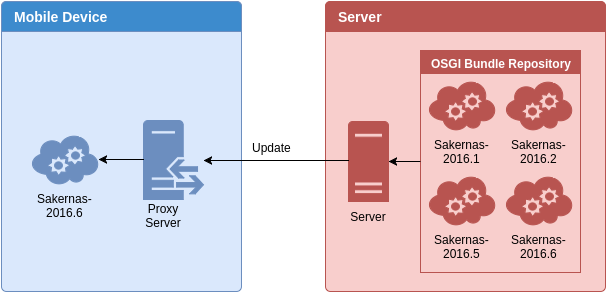 Mobile Device
Sakernas-
2016.6
Proxy
Server
Update
Server
Server
OSGI Bundle Repository
Sakernas-
2016.1
Sakernas-
2016.2
Sakernas-
2016.5
Sakernas-
2016.6